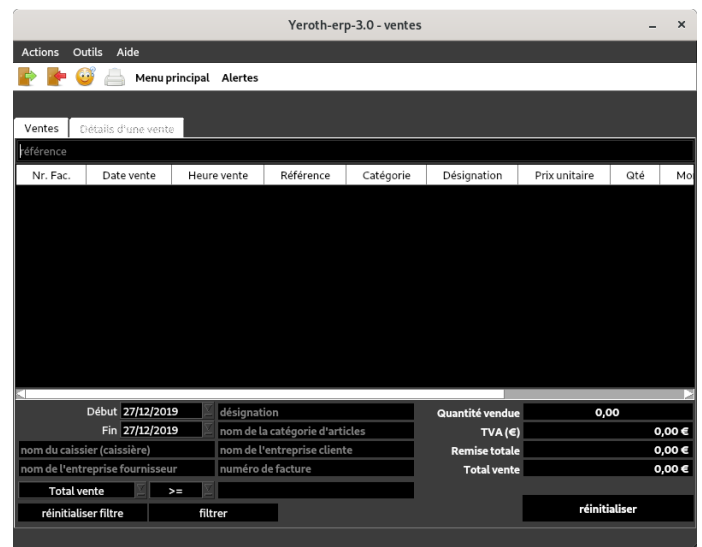 Yeroth-erp-3.0 - ventes
Actions Outils Aide
Menu principal Alertes
Ventes Détails d'une vente
référence
Nr. Fac. Date vente Heure vente Référence Catégorie Désignation Prix unitaire Qté Mo
Début 27/12/2019 désignation Quantité vendue 0,00
Fin 27/12/2019 nom de la catégorie d'articles TVA (€) 0,00 €
nom du caissier (caissière) nom de l'entreprise cliente Remise totale 0,00 €
nom de l'entreprise fournisseur numéro de facture Total vente 0,00 €
Total vente >=
réinitialiser filtre filtrer réinitialiser